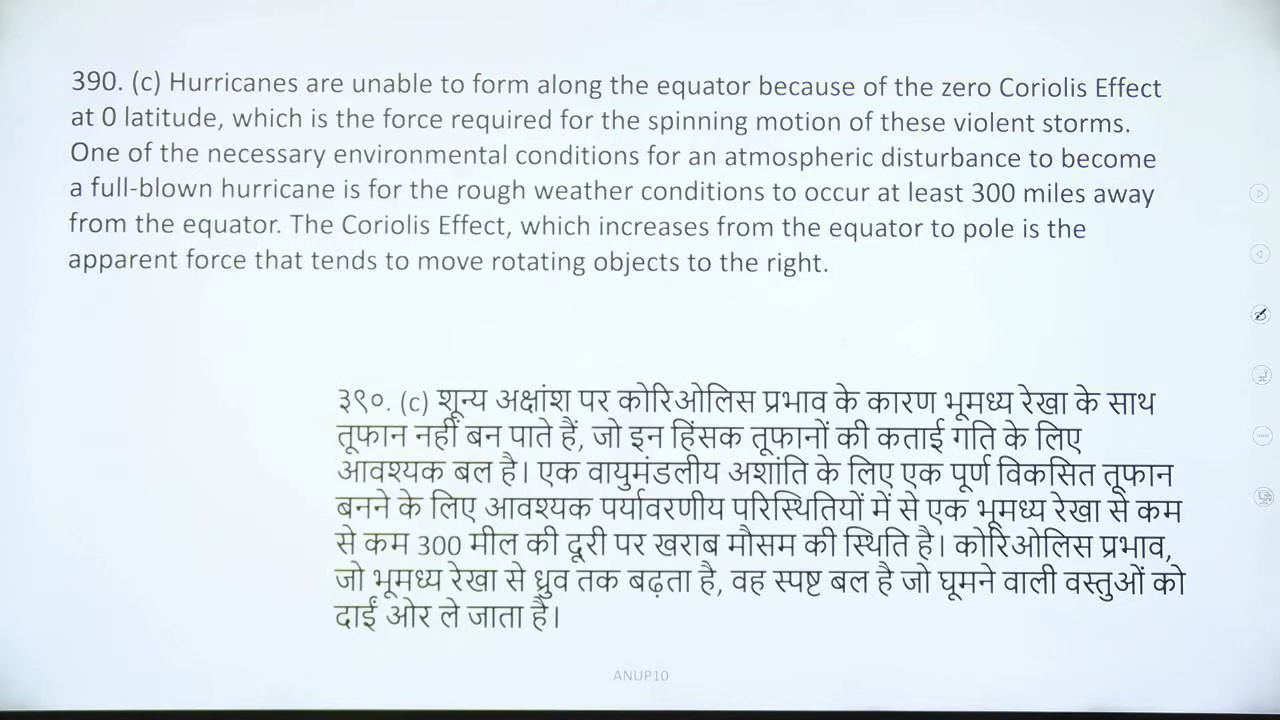 390. (c) Hurricanes are unable to form along the equator because of the zero Coriolis Effect
at 0 latitude, which is the force required for the spinning motion of these violent storms.
One of the necessary environmental conditions for an atmospheric disturbance to become
a full-blown hurricane is for the rough weather conditions to occur at least 300 miles away
from the equator. The Coriolis Effect, which increases from the equator to pole is the
apparent force that tends to move rotating objects to the right.
३९०. (c) शून्य अक्षांश पर कोरिओलिस प्रभाव के कारण भूमध्य रेखा के साथ
तूफान नहीं बन पाते हैं, जो इन हिंसक तूफानों की कताई गति के लिए
आवश्यक बल है। एक वायुमंडलीय अशांति के लिए एक पूर्ण विकसित तूफान
बनने के लिए आवश्यक पर्यावरणीय परिस्थितियों में से एक भूमध्य रेखा से कम
से कम 300 मील की दूरी पर खराब मौसम की स्थिति है। कोरिओलिस प्रभाव,
जो भूमध्य रेखा से ध्रुव तक बढ़ता है, वह स्पष्ट बल है जो घूमने वाली वस्तुओं को
दाईं ओर ले जाता है।
ANUP10